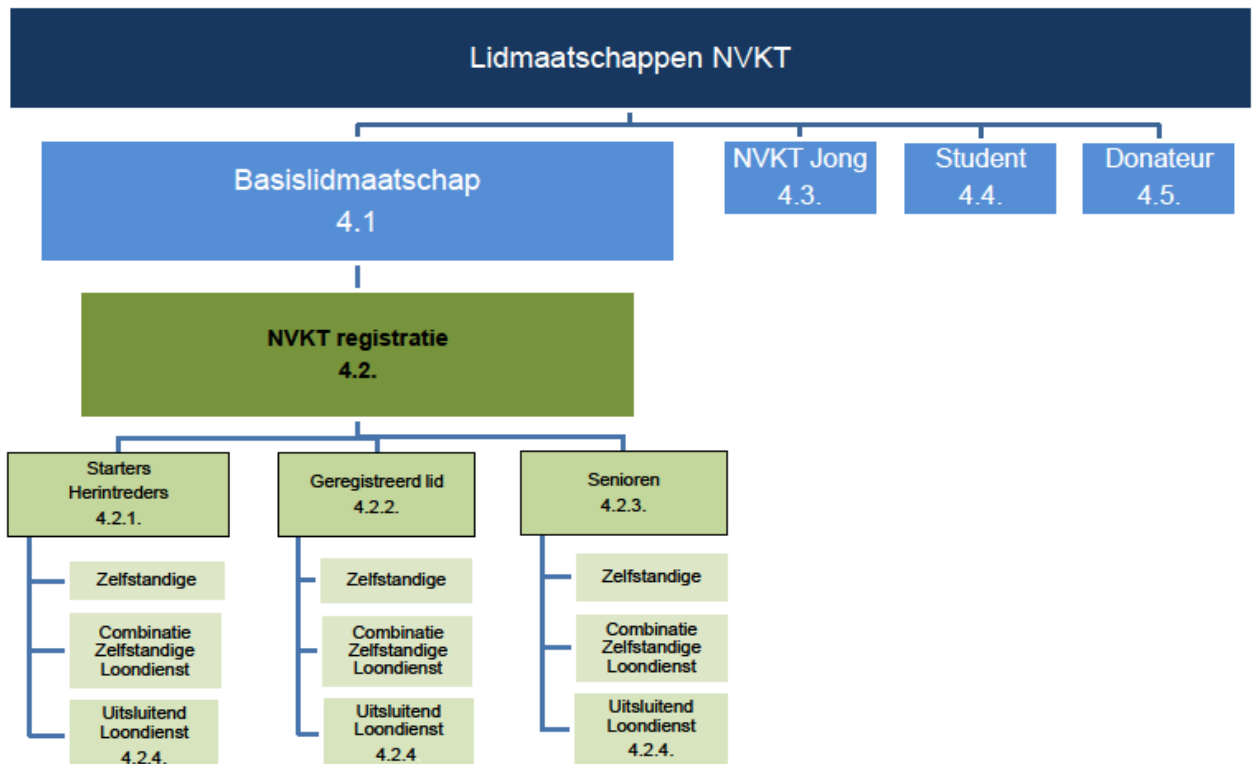 Lidmaatschappen NVKT
Basislidmaatschap
4.1
NVKT Jong
4.3.
Student
4.4.
Donateur
4.5.
NVKT registratie
4.2.
Starters
Herintreders
4.2.1.
Geregistreerd lid
4.2.2.
Senioren
4.2.3.
Zelfstandige
Combinatie
Zelfstandige
Loondienst
Uitsluitend
Loondienst
4.2.4.
Zelfstandige
Combinatie
Zelfstandige
Loondienst
Uitsluitend
Loondienst
4.2.4
Zelfstandige
Combinatie
Zelfstandige
Loondienst
Uitsluitend
Loondienst
4.2.4.